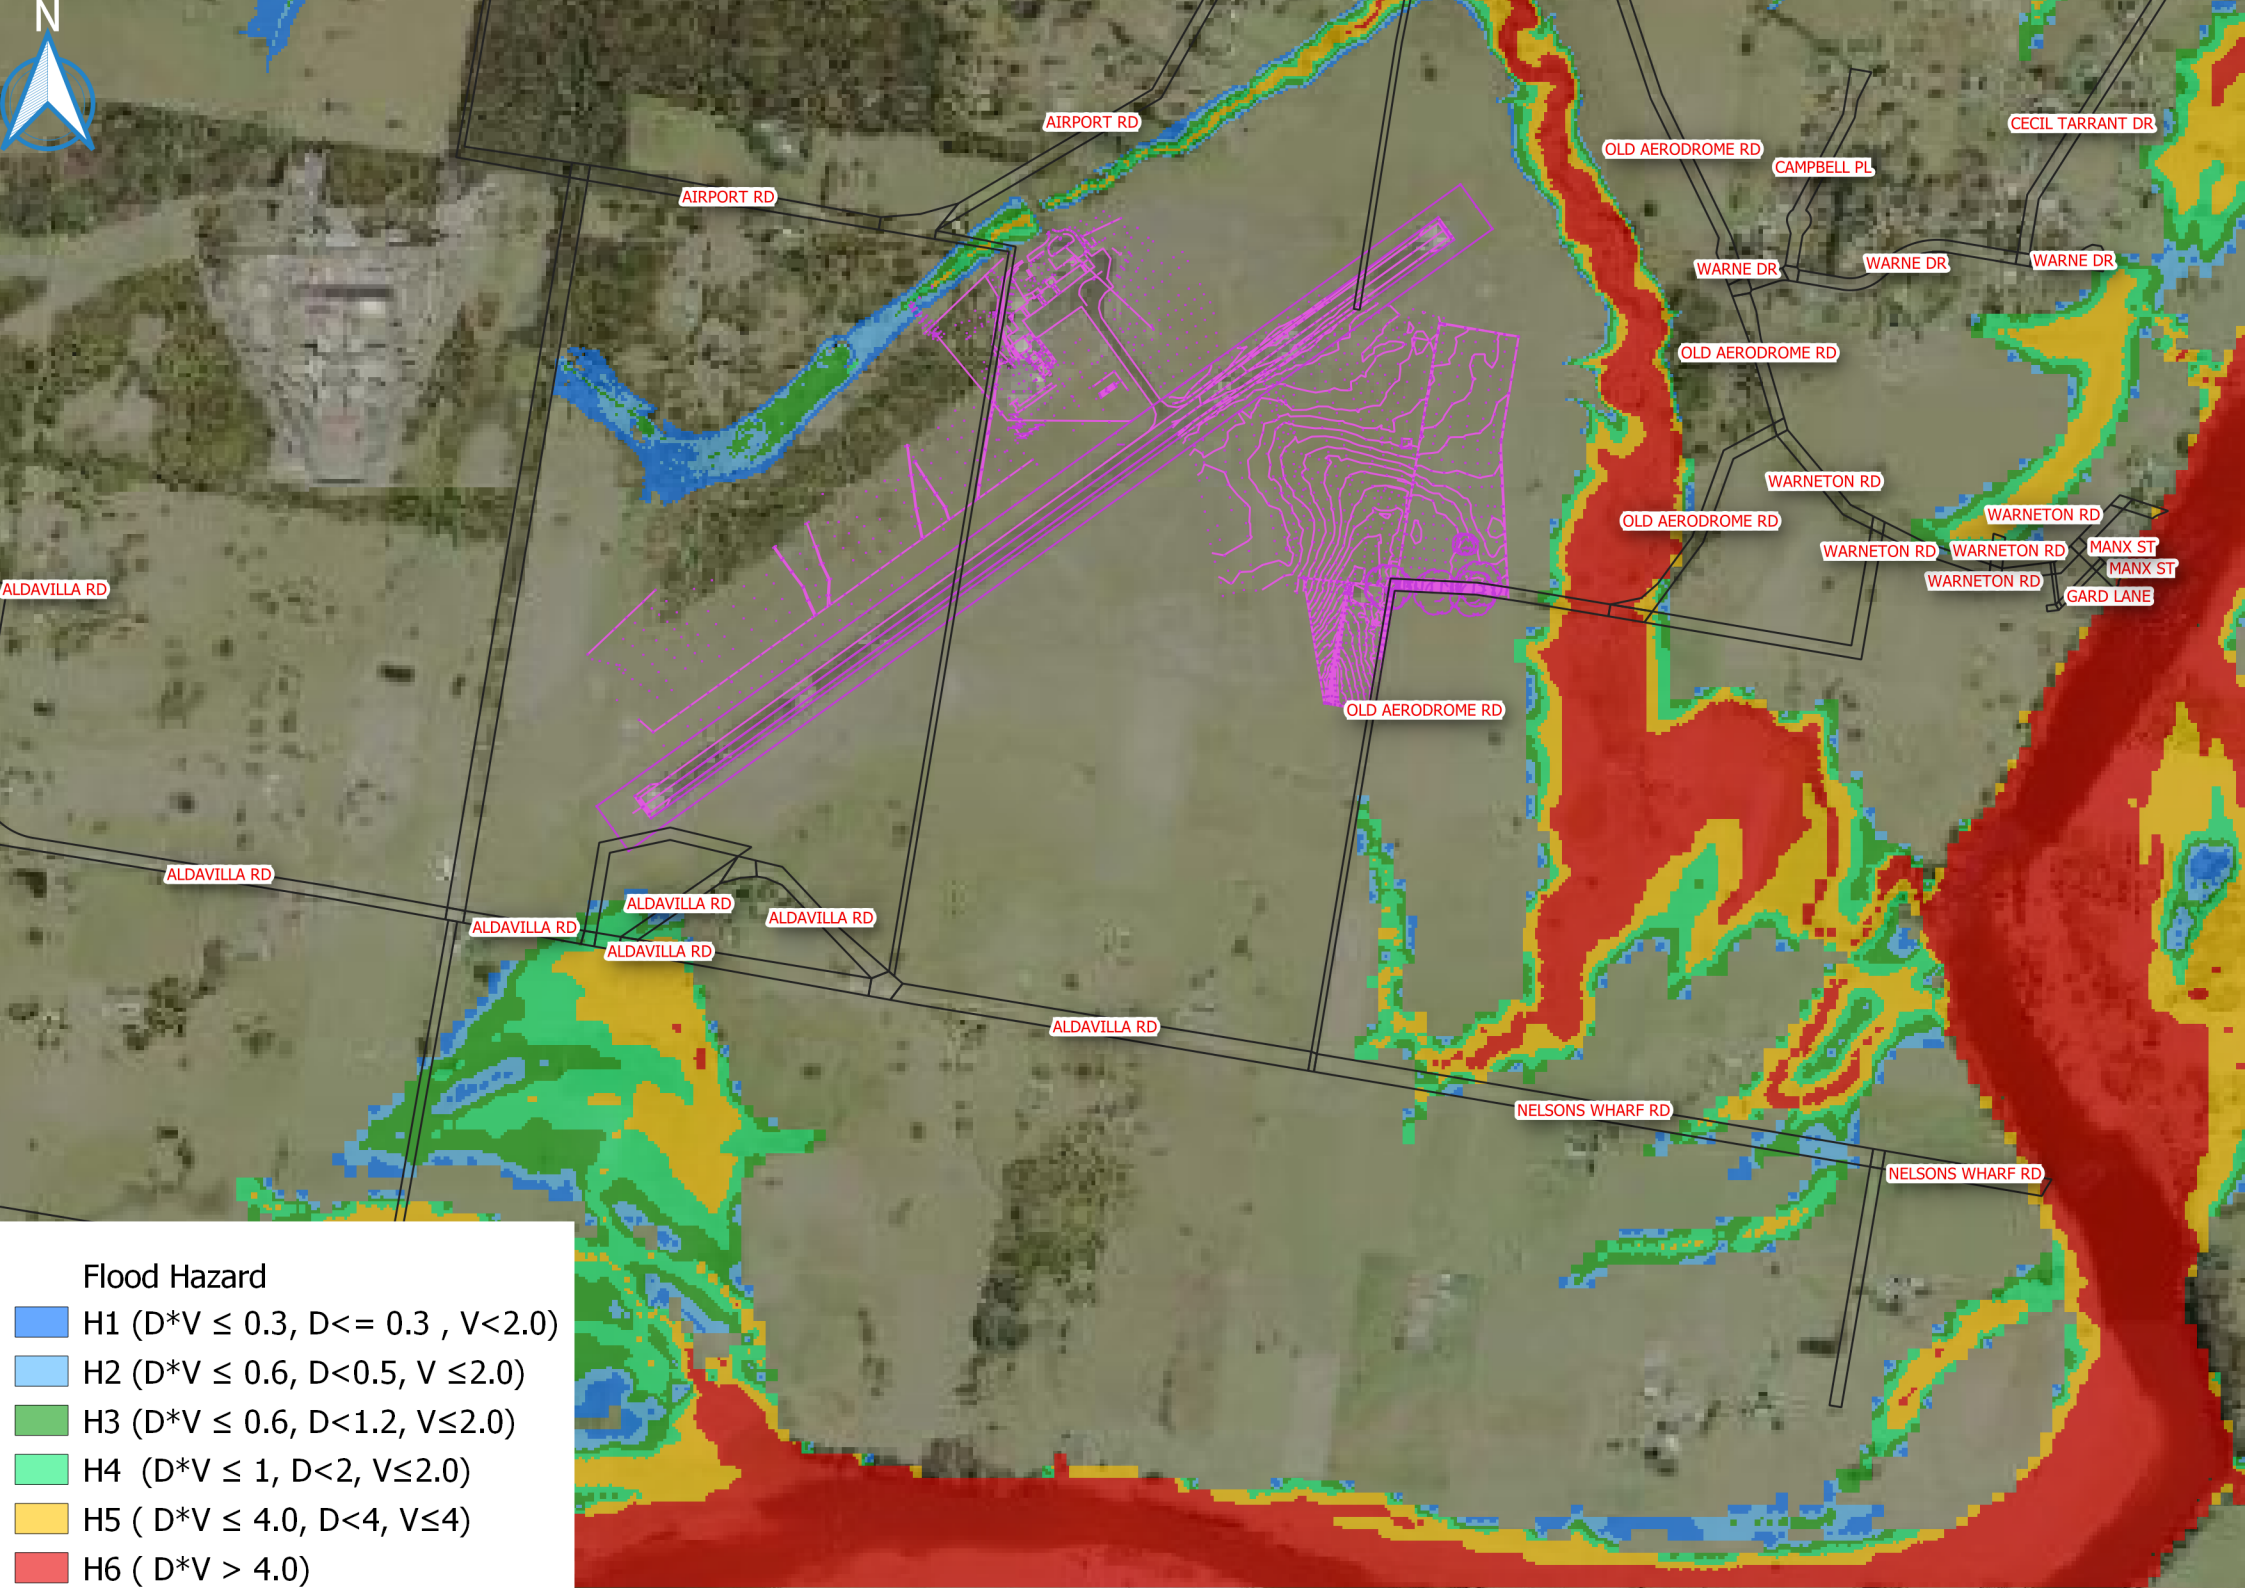 N
AIRPORT RD
CECIL TARRANT DR
OLD AERODROME RD
CAMPBELL PL
AIRPORT RD
WARNE DR
WARNE DR
WARNE DR
OLD AERODROME RD
WARNETON RD
WARNETON RD
OLD AERODROME RD
WARNETON RD
WARNETON RD
MANX ST
MANX ST
WARNETON RD
ALDAVILLA RD
GARD LANE
OLD AERODROME RD
ALDAVILLA RD
ALDAVILLA RD
ALDAVILLA RD
ALDAVILLA RD
ALDAVILLA RD
ALDAVILLA RD
NELSONS WHARF RD
NELSONS WHARF RD
Flood Hazard
H1 (D*V ≤ 0.3, D<= 0.3 , V<2.0)
H2 (D*V ≤ 0.6, D<0.5, V ≤2.0)
H3 (D*V ≤ 0.6, D<1.2, V≤2.0)
H4  (D*V ≤ 1, D<2, V≤2.0)
H5 ( D*V ≤ 4.0, D<4, V≤4)
H6 ( D*V > 4.0)